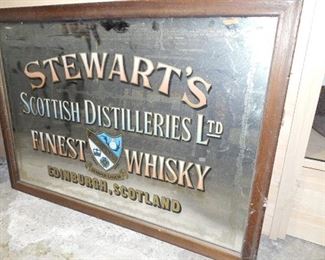 STEWART'S
SCOTTISH DISTILLERIES LTD
FINEST WHISKY
EDINBURGH, SCOTLAND